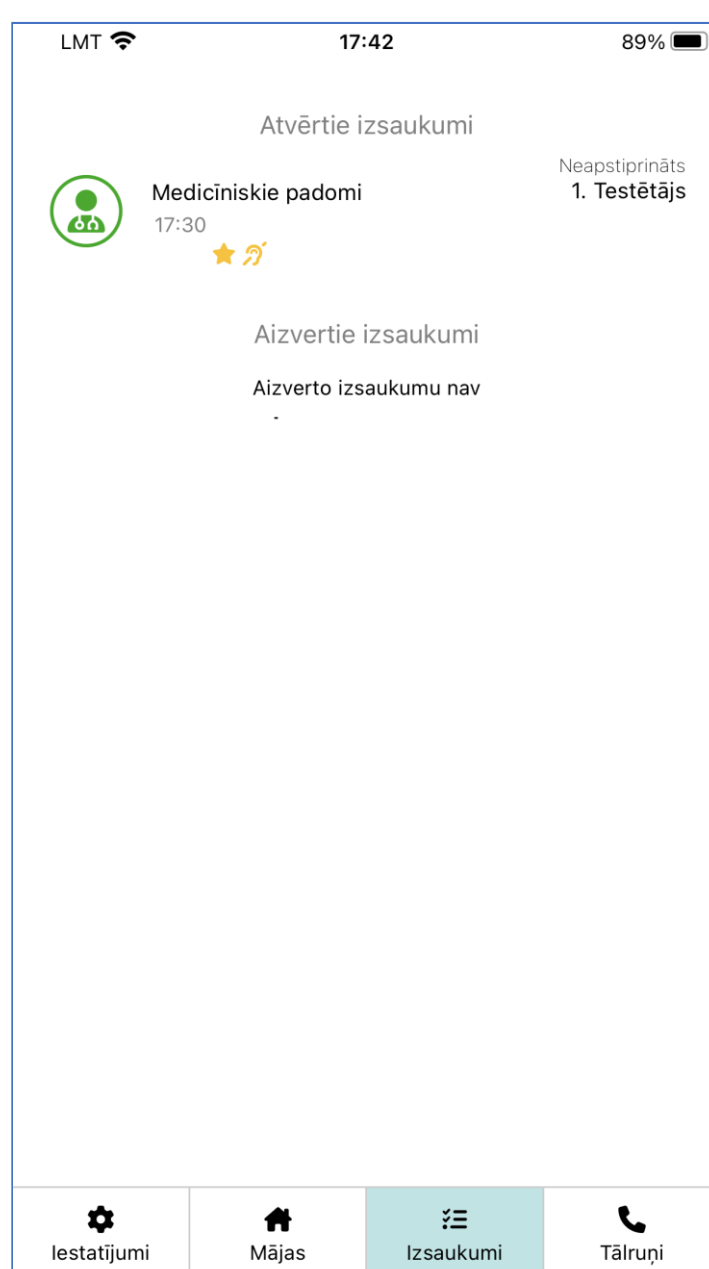 LMT 17:42 89%
Atvērtie izsaukumi
Neapstiprināts
Medicīniskie padomi 1. Testētājs
17:30
Aizvertie izsaukumi
Aizverto izsaukumu nav
Iestatījumi Mājas Izsaukumi Tālruņi